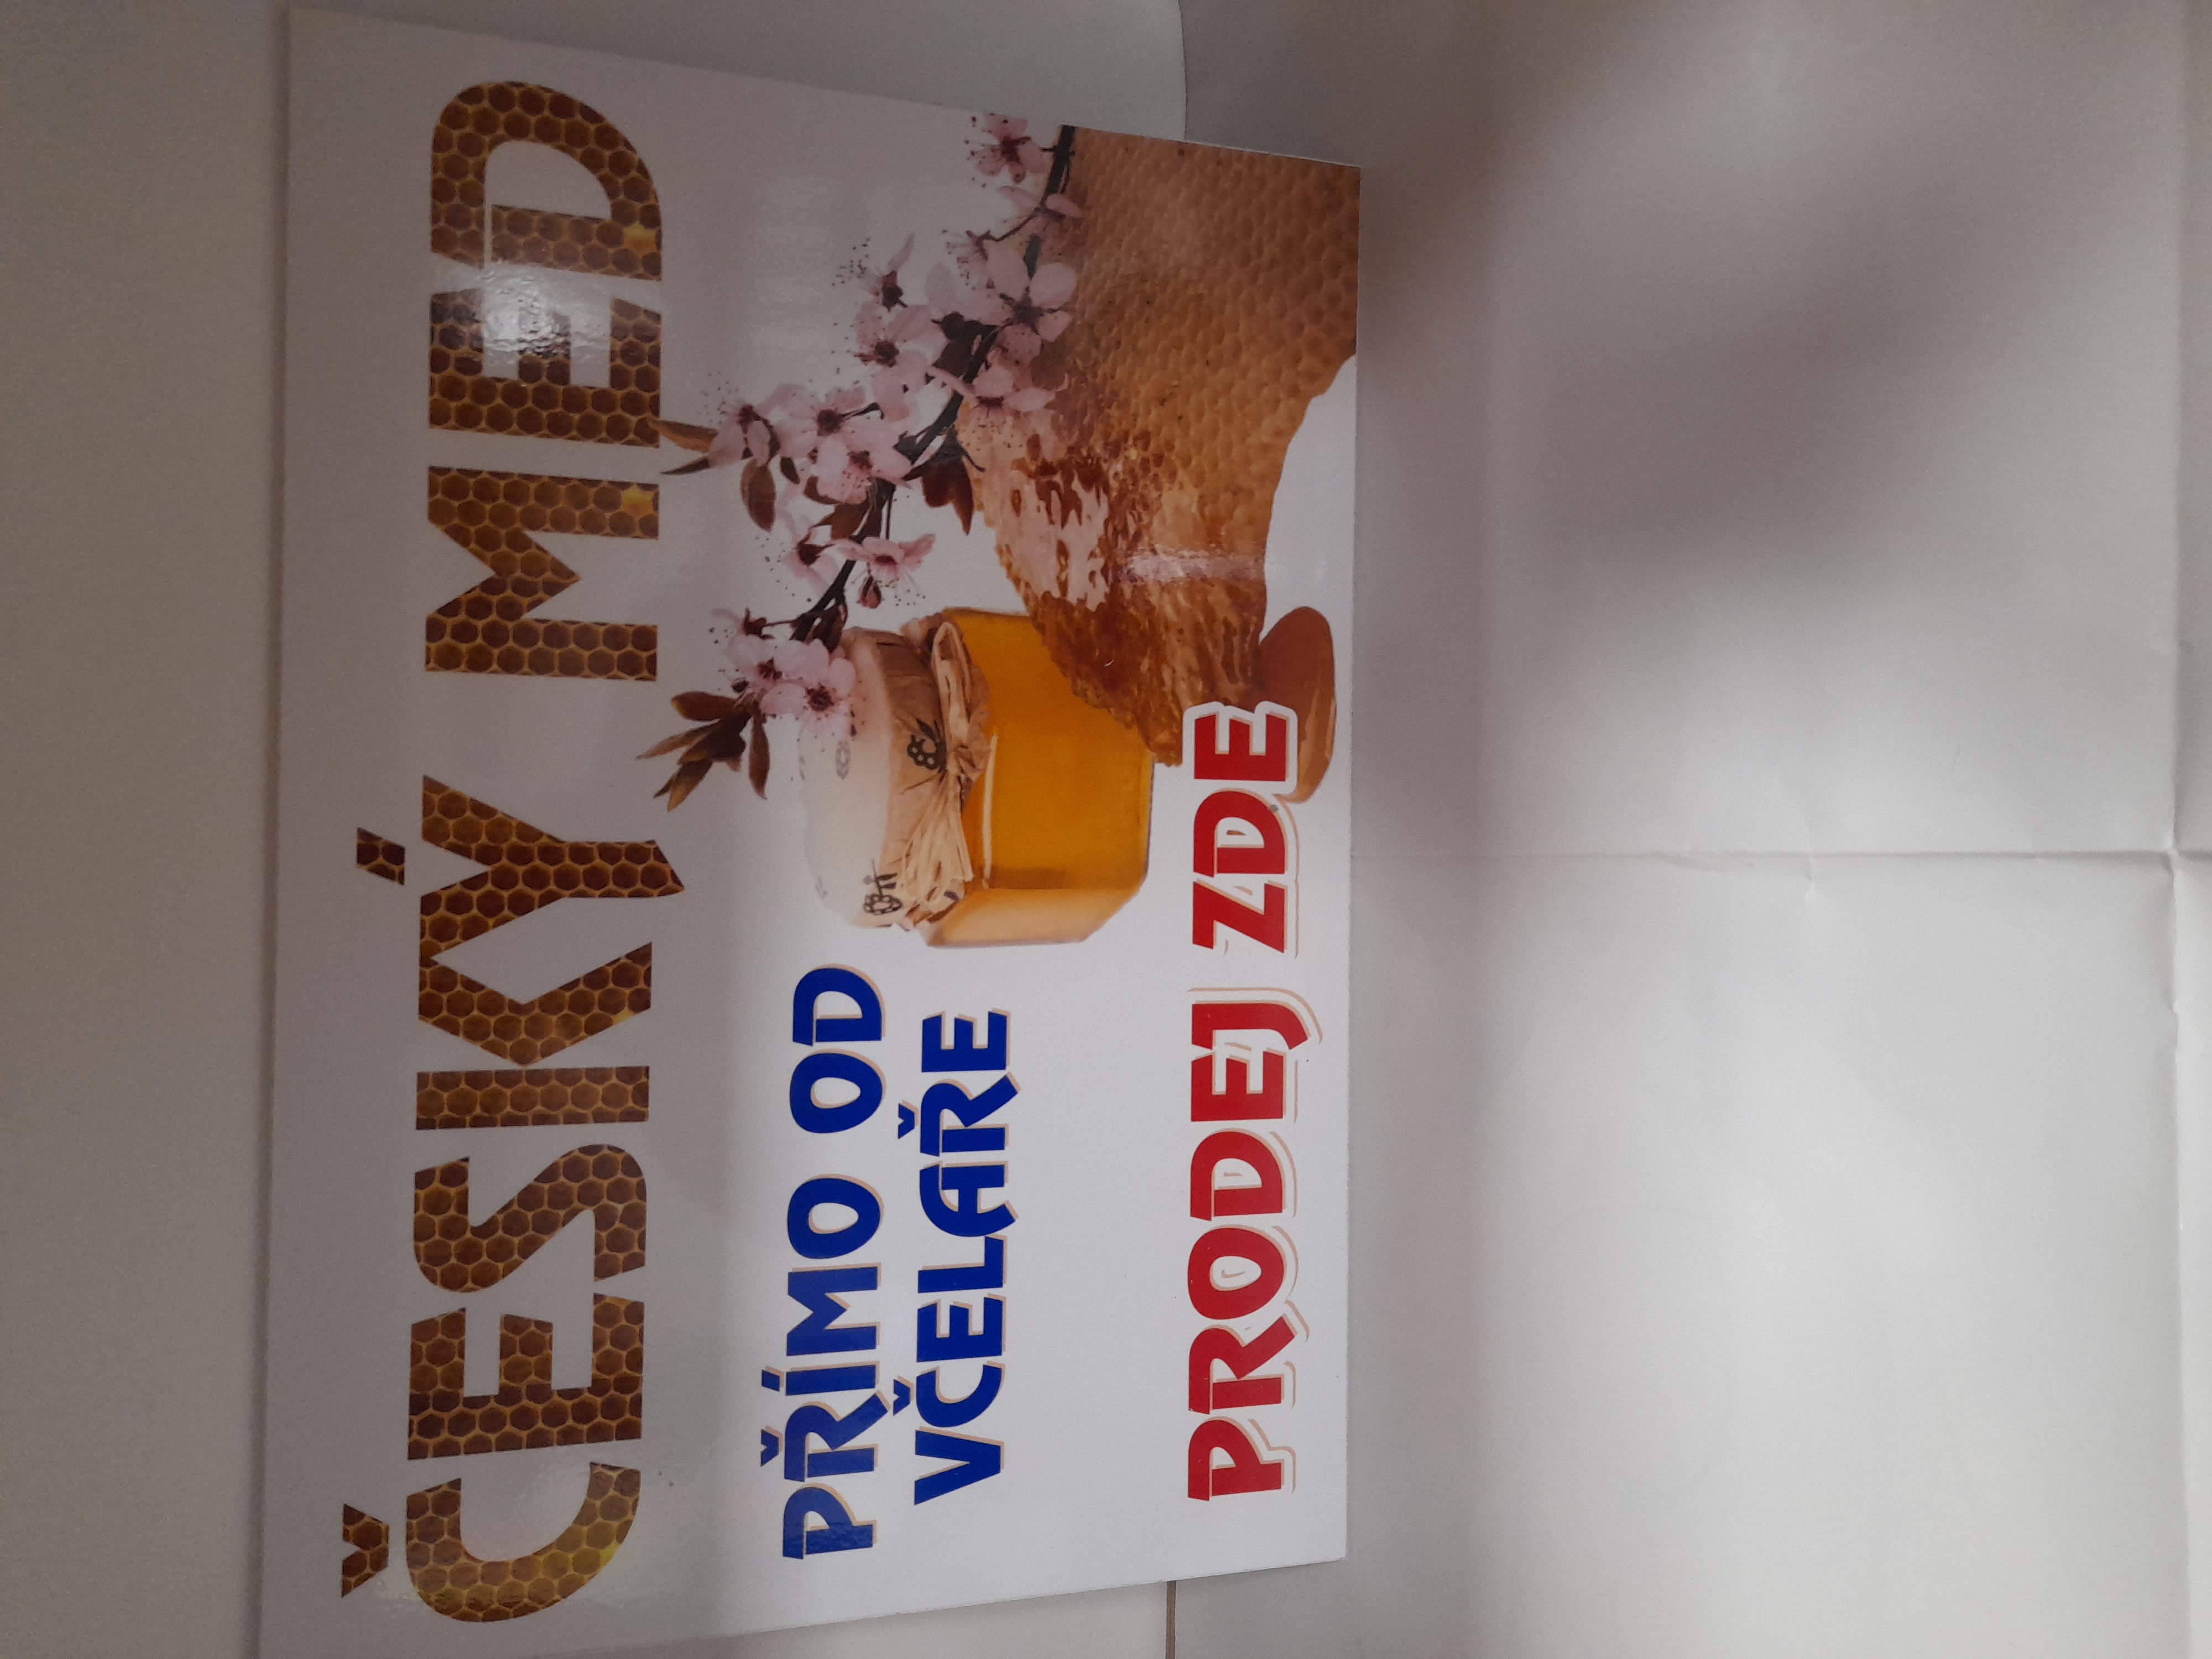 ČESKÝ MED
PŘÍMO OD
VČELAŘE
PRODEJ ZDE